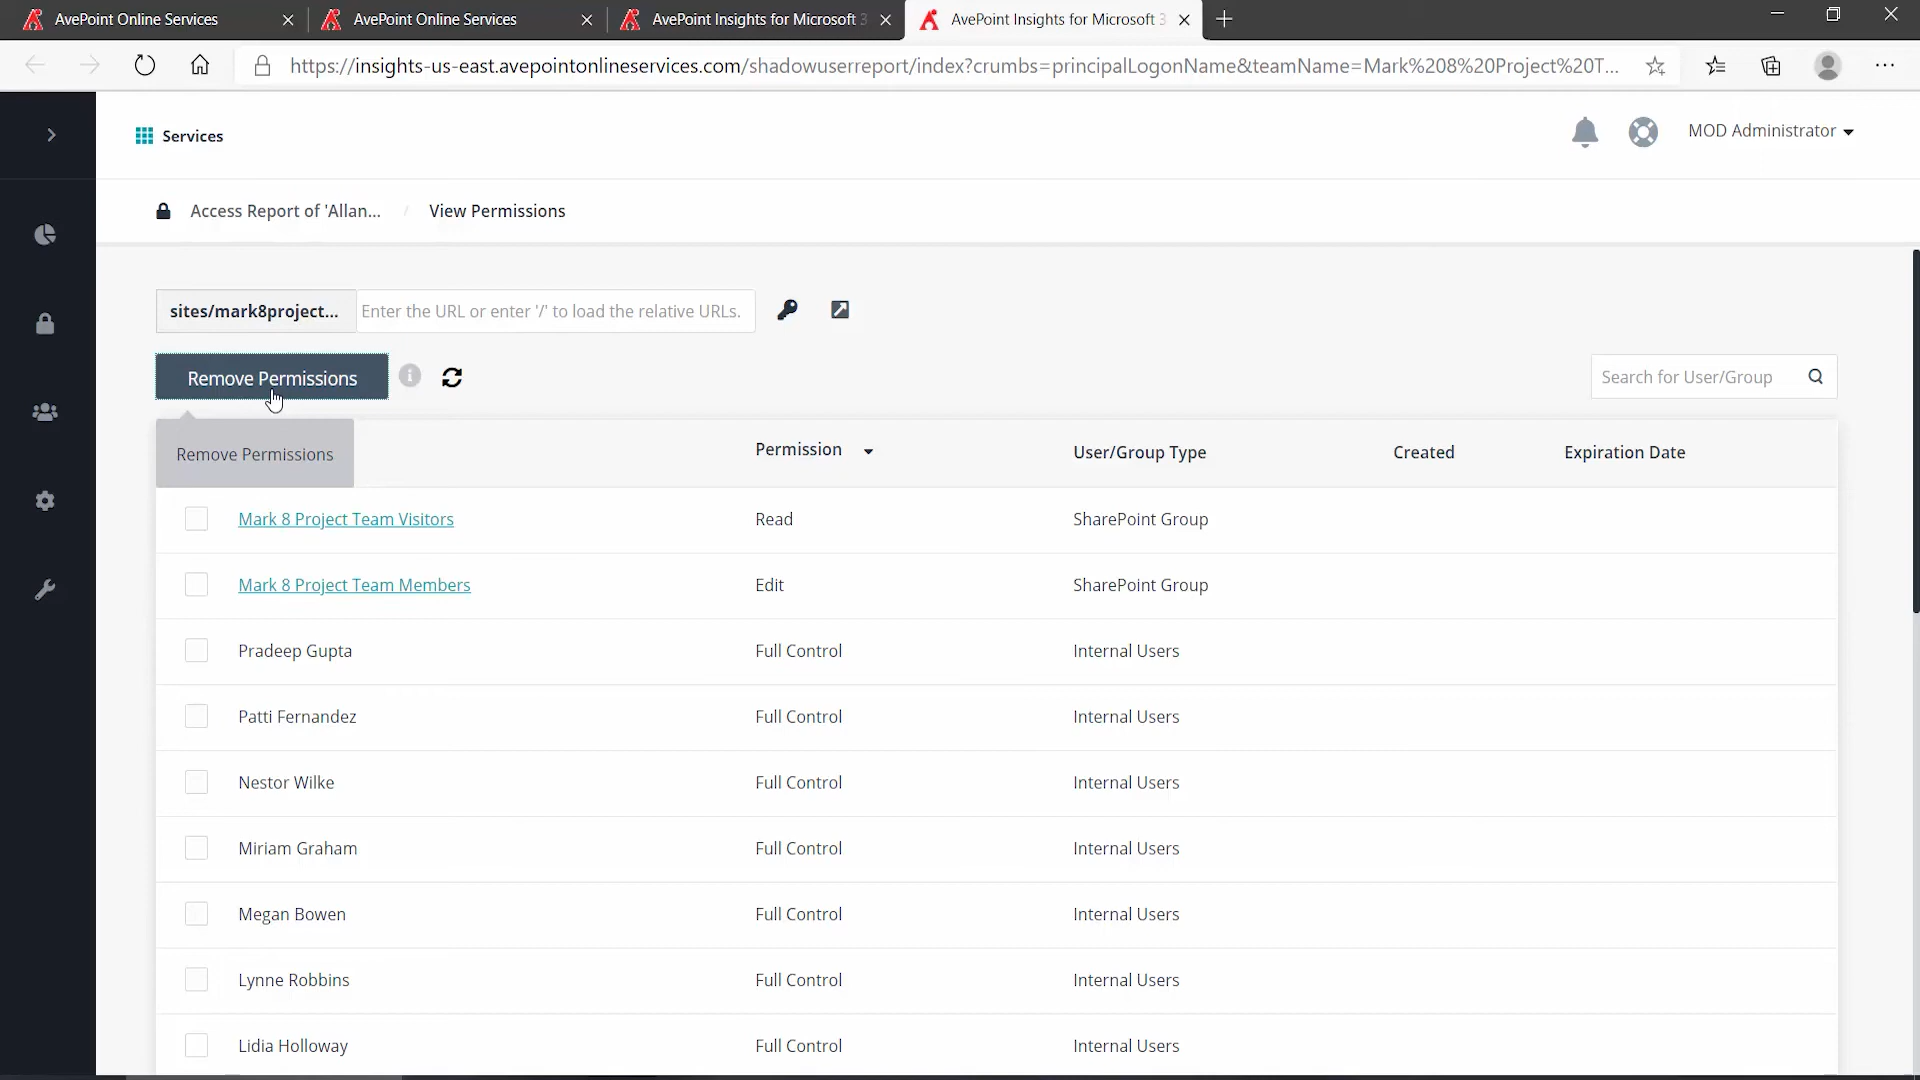 AvePoint Online Services
AvePoint Online Services
AvePoint Insights for Microsoft 3
AvePoint Insights for Microsoft 3
https://insights-us-east.avepointonlineservices.com/shadowuserreport/index?crumbs=principalLogonName&teamName=Mark%208%20Project%20T...
Services
MOD Administrator
Access Report of 'Allan... / View Permissions
sites/mark8project... Enter the URL or enter '/' to load the relative URLs.
Remove Permissions
Search for User/Group
Remove Permissions
Permission User/Group Type Created Expiration Date
Mark 8 Project Team Visitors Read SharePoint Group
Mark 8 Project Team Members Edit SharePoint Group
Pradeep Gupta Full Control Internal Users
Patti Fernandez Full Control Internal Users
Nestor Wilke Full Control Internal Users
Miriam Graham Full Control Internal Users
Megan Bowen Full Control Internal Users
Lynne Robbins Full Control Internal Users
Lidia Holloway Full Control Internal Users